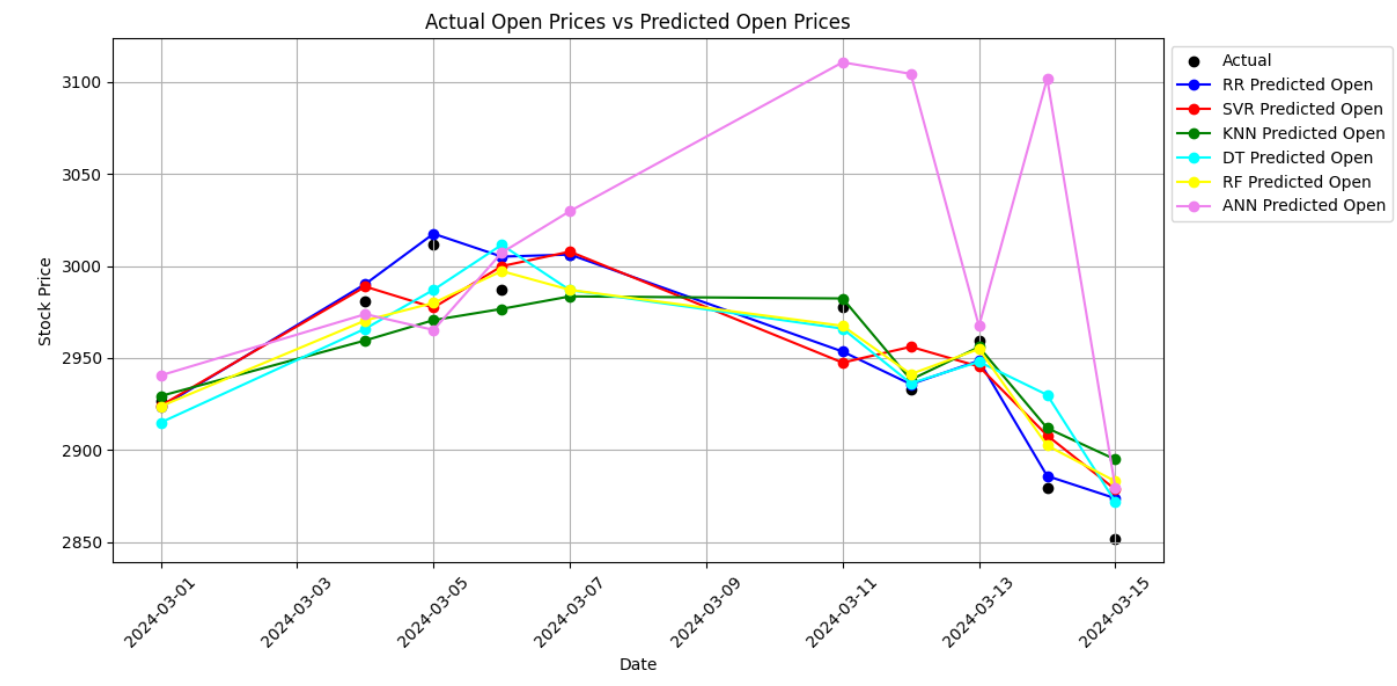 Actual Open Prices vs Predicted Open Prices
Stock Price
3100
3050
3000
2950
2900
2850
2024-03-01
2024-03-03
2024-03-05
2024-03-07
2024-03-09
2024-03-11
2024-03-13
2024-03-15
Date
Actual
RR Predicted Open
SVR Predicted Open
KNN Predicted Open
DT Predicted Open
RF Predicted Open
ANN Predicted Open